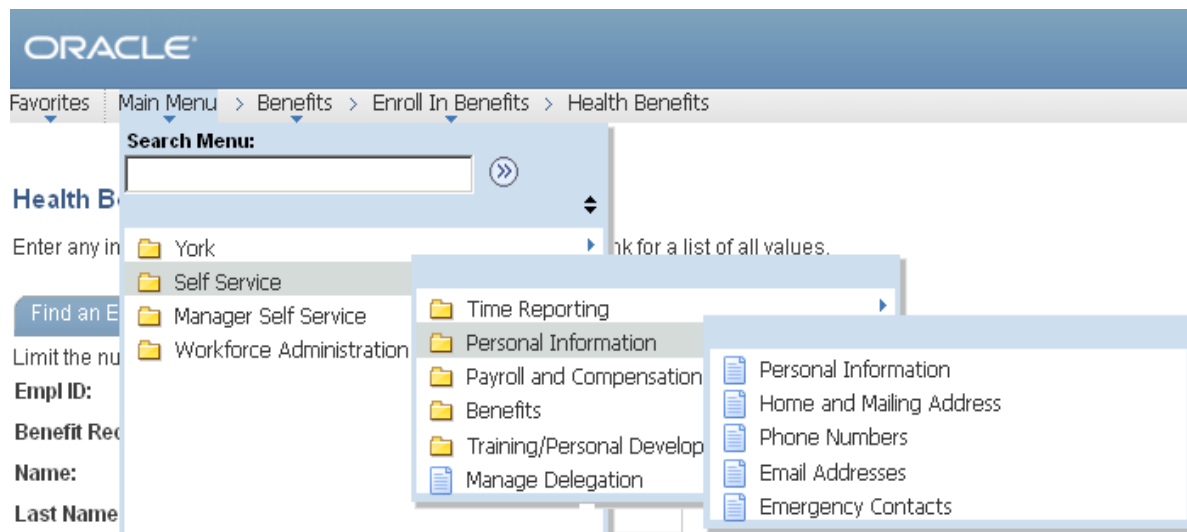 ORACLE
Favorites Main Menu > Benefits > Enroll In Benefits > Health Benefits
Search Menu:
Health B
Enter any in
nk for a list of all values.
York
Self Service
Manager Self Service
Workforce Administration
Find an E
Limit the nu
Empl ID:
Benefit Rec
Name:
Last Name
Time Reporting
Personal Information
Payroll and Compensation
Benefits
Training/Personal Develop
Manage Delegation
Personal Information
Home and Mailing Address
Phone Numbers
Email Addresses
Emergency Contacts